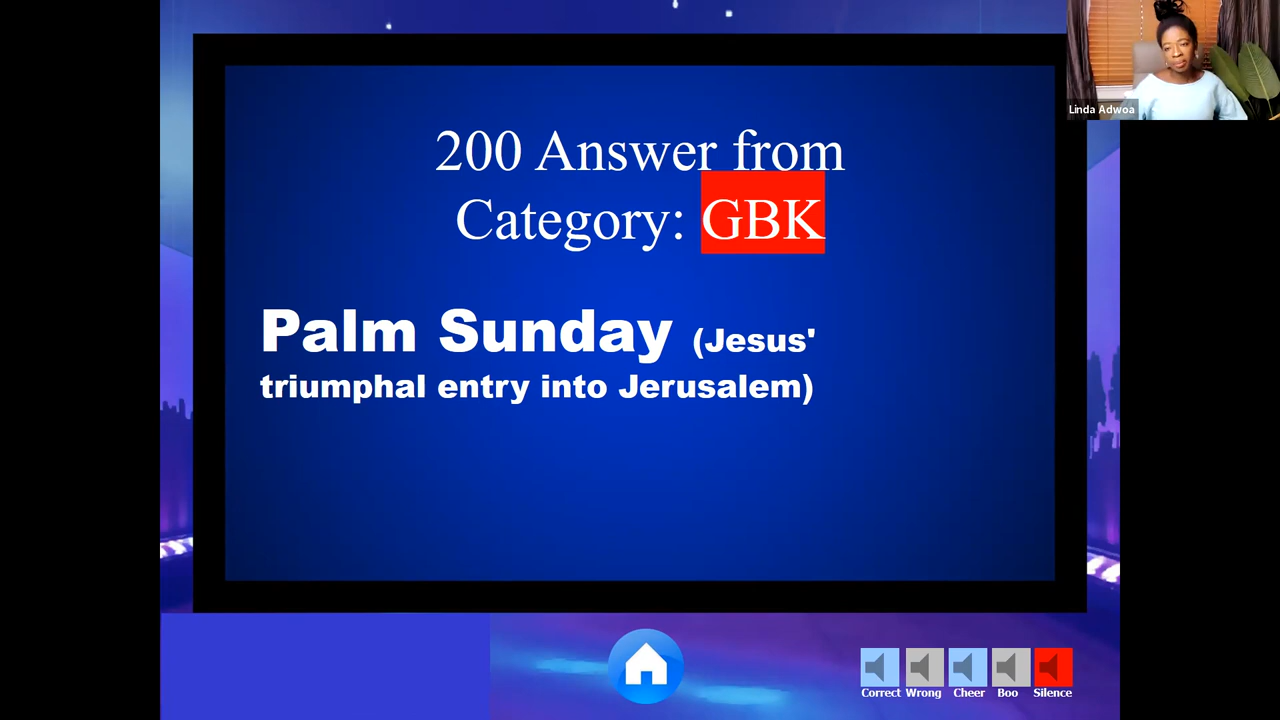 200 Answer from
Category: GBK
Palm Sunday (Jesus'
triumphal entry into Jerusalem)
Linda Adwoa
Correct Wrong Cheer Boo Silence